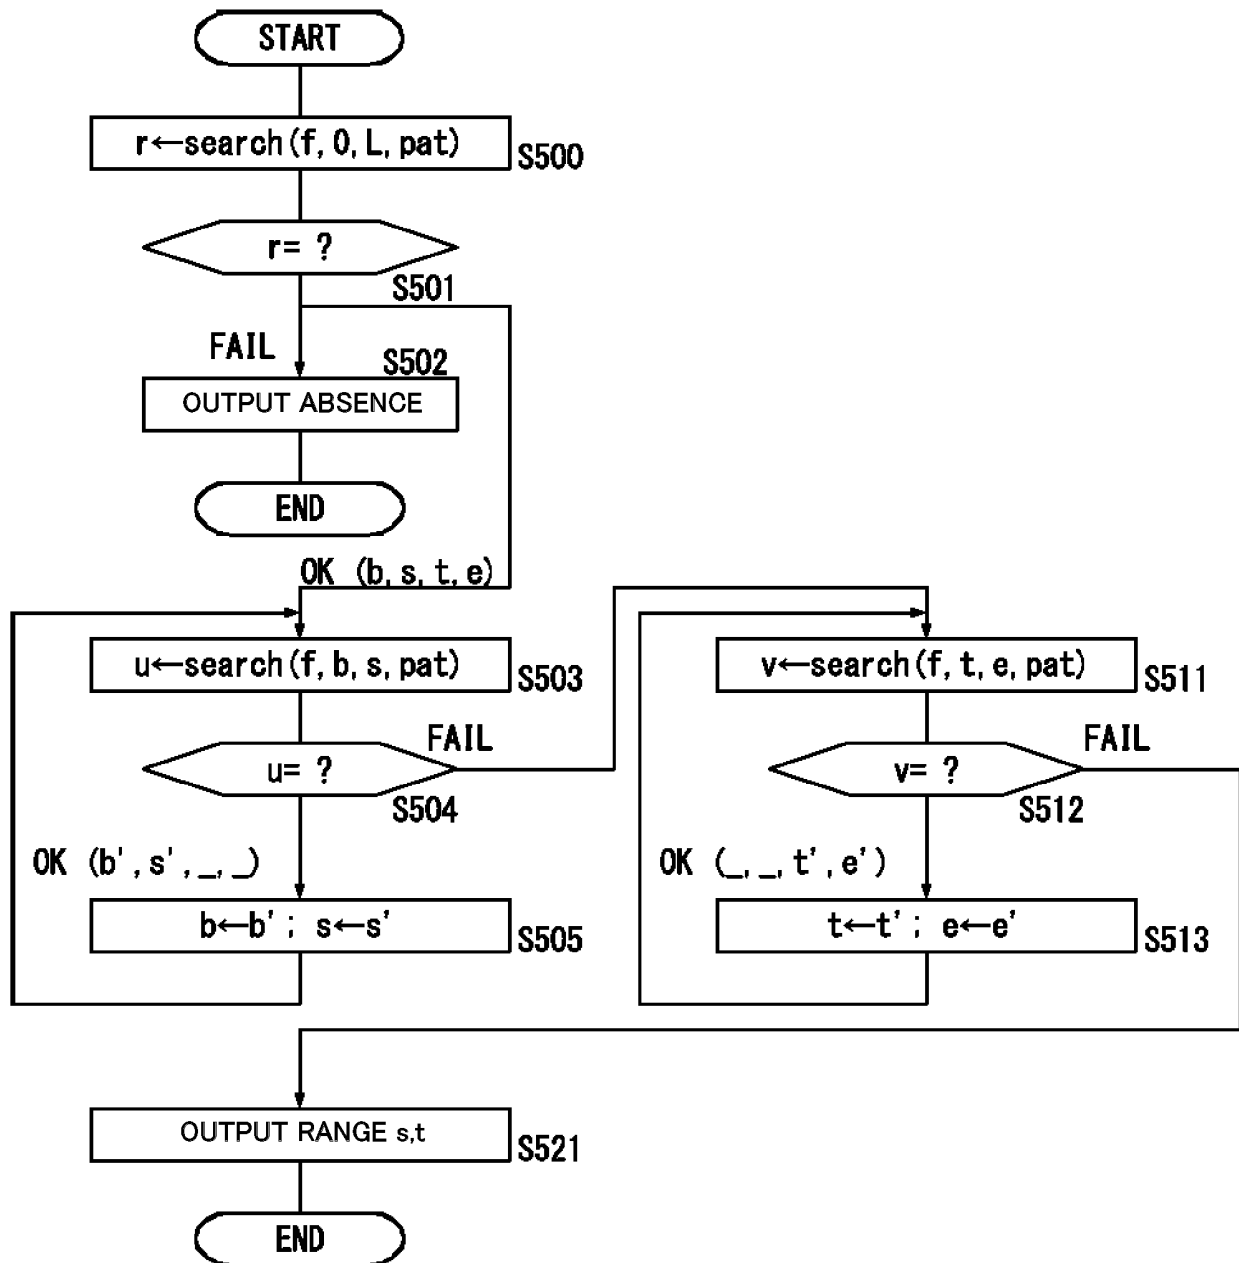 START
r←search(f, 0, L, pat)
S500
r= ?
S501
FAIL
S502
OUTPUT ABSENCE
END
OK (b, s, t, e)
u←search(f, b, s, pat)
S503
u= ?
FAIL
S504
OK (b', s', _, _)
b←b' ; s←s'
S505
v←search(f, t, e, pat)
S511
v= ?
FAIL
S512
OK (_, _, t', e')
t←t' ; e←e'
S513
OUTPUT RANGE s,t
S521
END